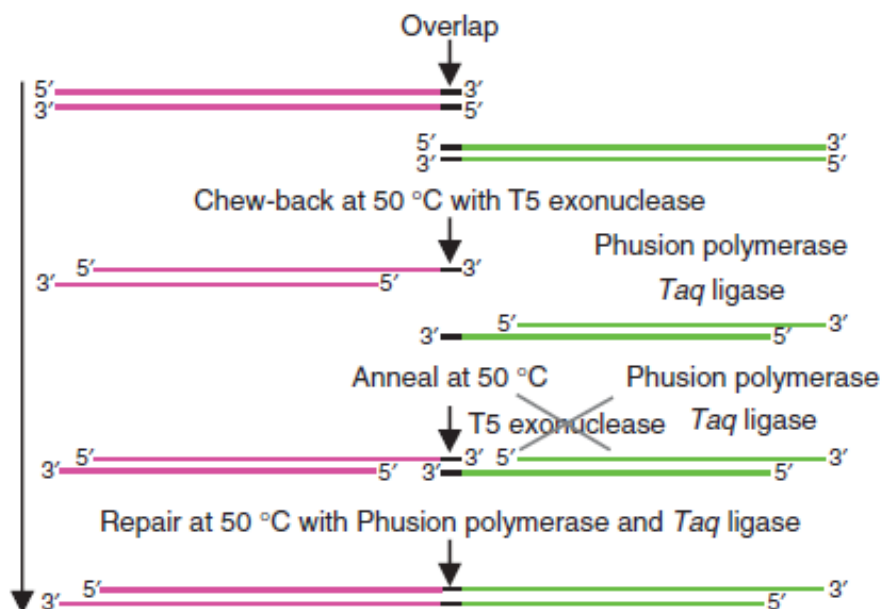 Overlap
5′ 3′
3′ 5′
5′ 3′
3′ 5′
Chew-back at 50 °C with T5 exonuclease
Phusion polymerase
5′ 3′
3′ 5′
Taq ligase
5′ 3′
3′ 5′
Anneal at 50 °C Phusion polymerase
T5 exonuclease Taq ligase
5′ 3′ 5′ 3′
3′ 5′ 3′ 5′
Repair at 50 °C with Phusion polymerase and Taq ligase
5′ 3′
3′ 5′